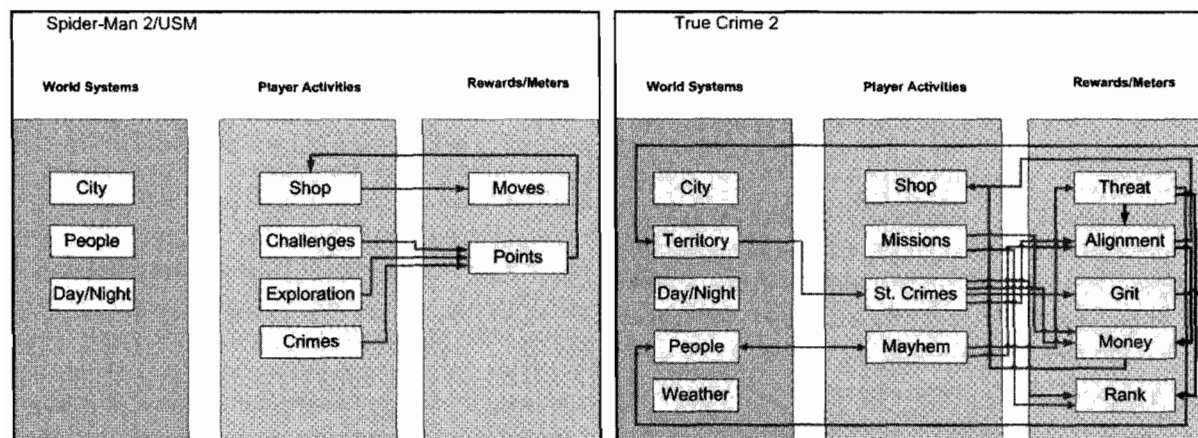 Spider-Man 2/USM
World Systems
Player Activities
Rewards/Meters
City
Shop
Moves
People
Challenges
Points
Day/Night
Exploration
Crimes
True Crime 2
World Systems
Player Activities
Rewards/Meters
City
Shop
Threat
Territory
Missions
Alignment
Day/Night
St. Crimes
Grit
People
Mayhem
Money
Weather
Rank